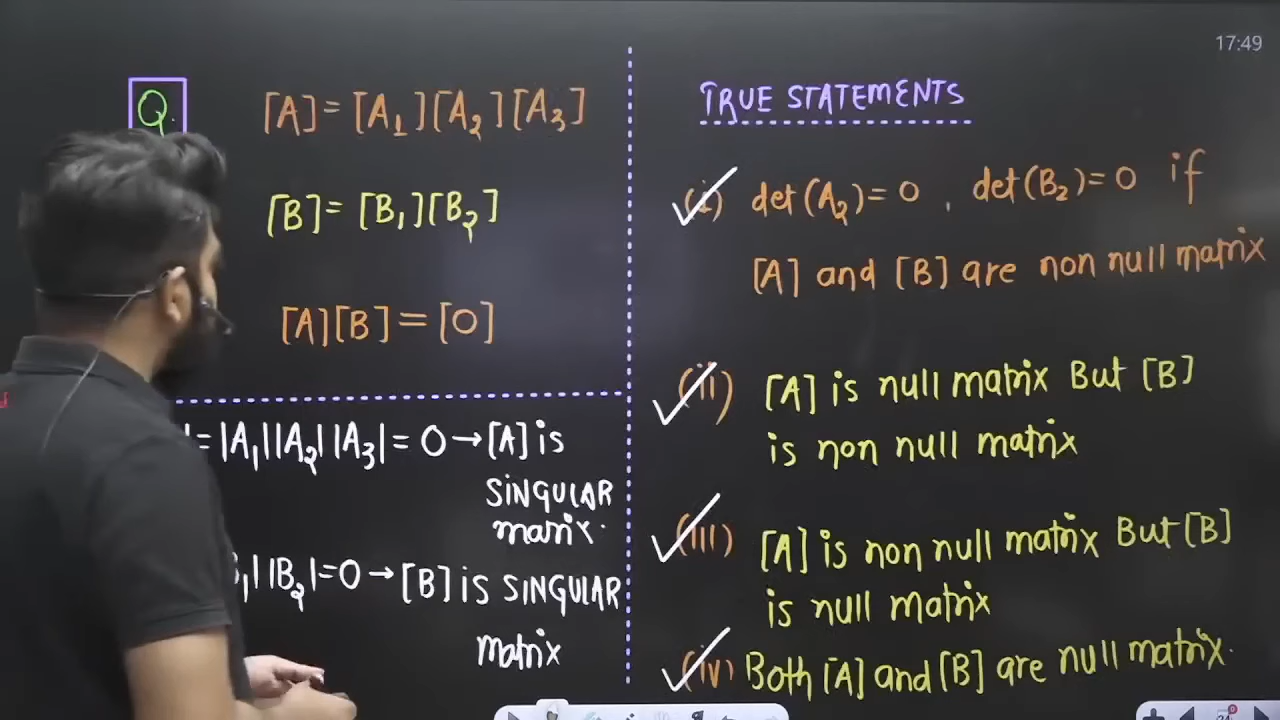 17:49
Q.
[A] = [A₁][A₂][A₃]
[B] = [B₁][B₂]
[A][B] = [0]
= |A₁||A₂||A₃| = 0 → [A] is
SINGULAR
matrix.
|B₂| = 0 → [B] is SINGULAR
matrix
TRUE STATEMENTS
(i) det(A₂) = 0 , det(B₂) = 0 if
[A] and [B] are non null matrix
(ii) [A] is null matrix But [B]
is non null matrix
(iii) [A] is non null matrix But [B]
is null matrix
(iv) Both [A] and [B] are null matrix.